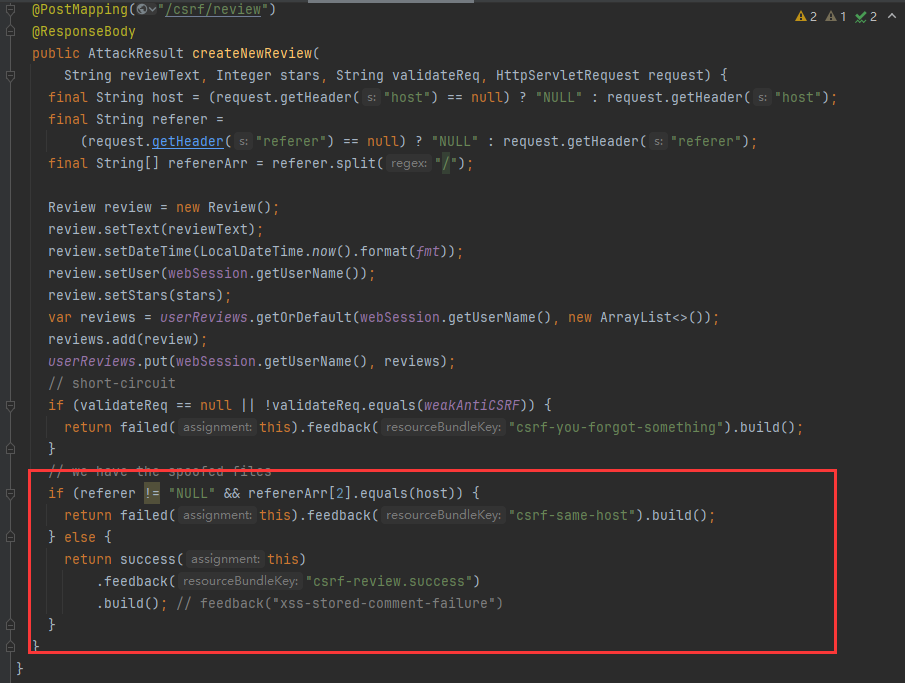 @PostMapping("/csrf/review")
2 1 2
@ResponseBody
public AttackResult createNewReview(
String reviewText, Integer stars, String validateReq, HttpServletRequest request) {
final String host = (request.getHeader( s: "host") == null) ? "NULL" : request.getHeader( s: "host");
final String referer =
(request.getHeader( s: "referer") == null) ? "NULL" : request.getHeader( s: "referer");
final String[] refererArr = referer.split( regex: "/");
Review review = new Review();
review.setText(reviewText);
review.setDateTime(LocalDateTime.now().format(fmt));
review.setUser(webSession.getUserName());
review.setStars(stars);
var reviews = userReviews.getOrDefault(webSession.getUserName(), new ArrayList<>());
reviews.add(review);
userReviews.put(webSession.getUserName(), reviews);
// short-circuit
if (validateReq == null || !validateReq.equals(weakAntiCSRF)) {
return failed( assignment: this).feedback( resourceBundleKey: "csrf-you-forgot-something").build();
}
// we have the spoofed files
if (referer != "NULL" && refererArr[2].equals(host)) {
return failed( assignment: this).feedback( resourceBundleKey: "csrf-same-host").build();
} else {
return success( assignment: this)
.feedback( resourceBundleKey: "csrf-review.success")
.build(); // feedback("xss-stored-comment-failure")
}
}
}